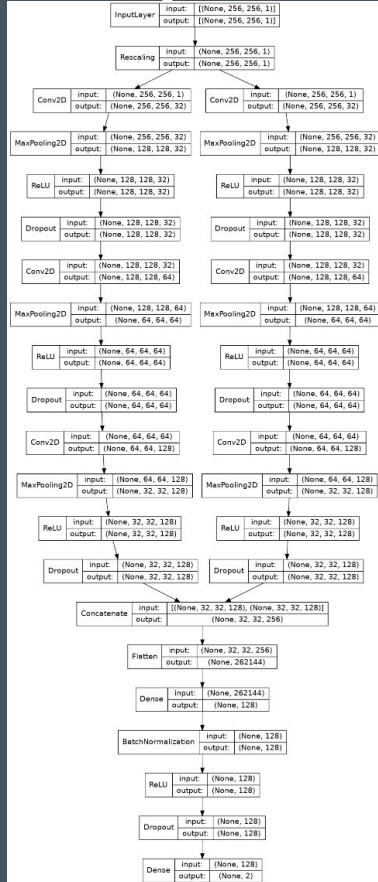 InputLayer input: [(None, 256, 256, 1)]
output: [(None, 256, 256, 1)]
Rescaling input: (None, 256, 256, 1)
output: (None, 256, 256, 1)
Conv2D input: (None, 256, 256, 1)
output: (None, 256, 256, 32)
Conv2D input: (None, 256, 256, 1)
output: (None, 256, 256, 32)
MaxPooling2D input: (None, 256, 256, 32)
output: (None, 128, 128, 32)
MaxPooling2D input: (None, 256, 256, 32)
output: (None, 128, 128, 32)
ReLU input: (None, 128, 128, 32)
output: (None, 128, 128, 32)
ReLU input: (None, 128, 128, 32)
output: (None, 128, 128, 32)
Dropout input: (None, 128, 128, 32)
output: (None, 128, 128, 32)
Dropout input: (None, 128, 128, 32)
output: (None, 128, 128, 32)
Conv2D input: (None, 128, 128, 32)
output: (None, 128, 128, 64)
Conv2D input: (None, 128, 128, 32)
output: (None, 128, 128, 64)
MaxPooling2D input: (None, 128, 128, 64)
output: (None, 64, 64, 64)
MaxPooling2D input: (None, 128, 128, 64)
output: (None, 64, 64, 64)
ReLU input: (None, 64, 64, 64)
output: (None, 64, 64, 64)
ReLU input: (None, 64, 64, 64)
output: (None, 64, 64, 64)
Dropout input: (None, 64, 64, 64)
output: (None, 64, 64, 64)
Dropout input: (None, 64, 64, 64)
output: (None, 64, 64, 64)
Conv2D input: (None, 64, 64, 64)
output: (None, 64, 64, 128)
Conv2D input: (None, 64, 64, 64)
output: (None, 64, 64, 128)
MaxPooling2D input: (None, 64, 64, 128)
output: (None, 32, 32, 128)
MaxPooling2D input: (None, 64, 64, 128)
output: (None, 32, 32, 128)
ReLU input: (None, 32, 32, 128)
output: (None, 32, 32, 128)
ReLU input: (None, 32, 32, 128)
output: (None, 32, 32, 128)
Dropout input: (None, 32, 32, 128)
output: (None, 32, 32, 128)
Dropout input: (None, 32, 32, 128)
output: (None, 32, 32, 128)
Concatenate input: [(None, 32, 32, 128), (None, 32, 32, 128)]
output: (None, 32, 32, 256)
Flatten input: (None, 32, 32, 256)
output: (None, 262144)
Dense input: (None, 262144)
output: (None, 128)
BatchNormalization input: (None, 128)
output: (None, 128)
ReLU input: (None, 128)
output: (None, 128)
Dropout input: (None, 128)
output: (None, 128)
Dense input: (None, 128)
output: (None, 2)